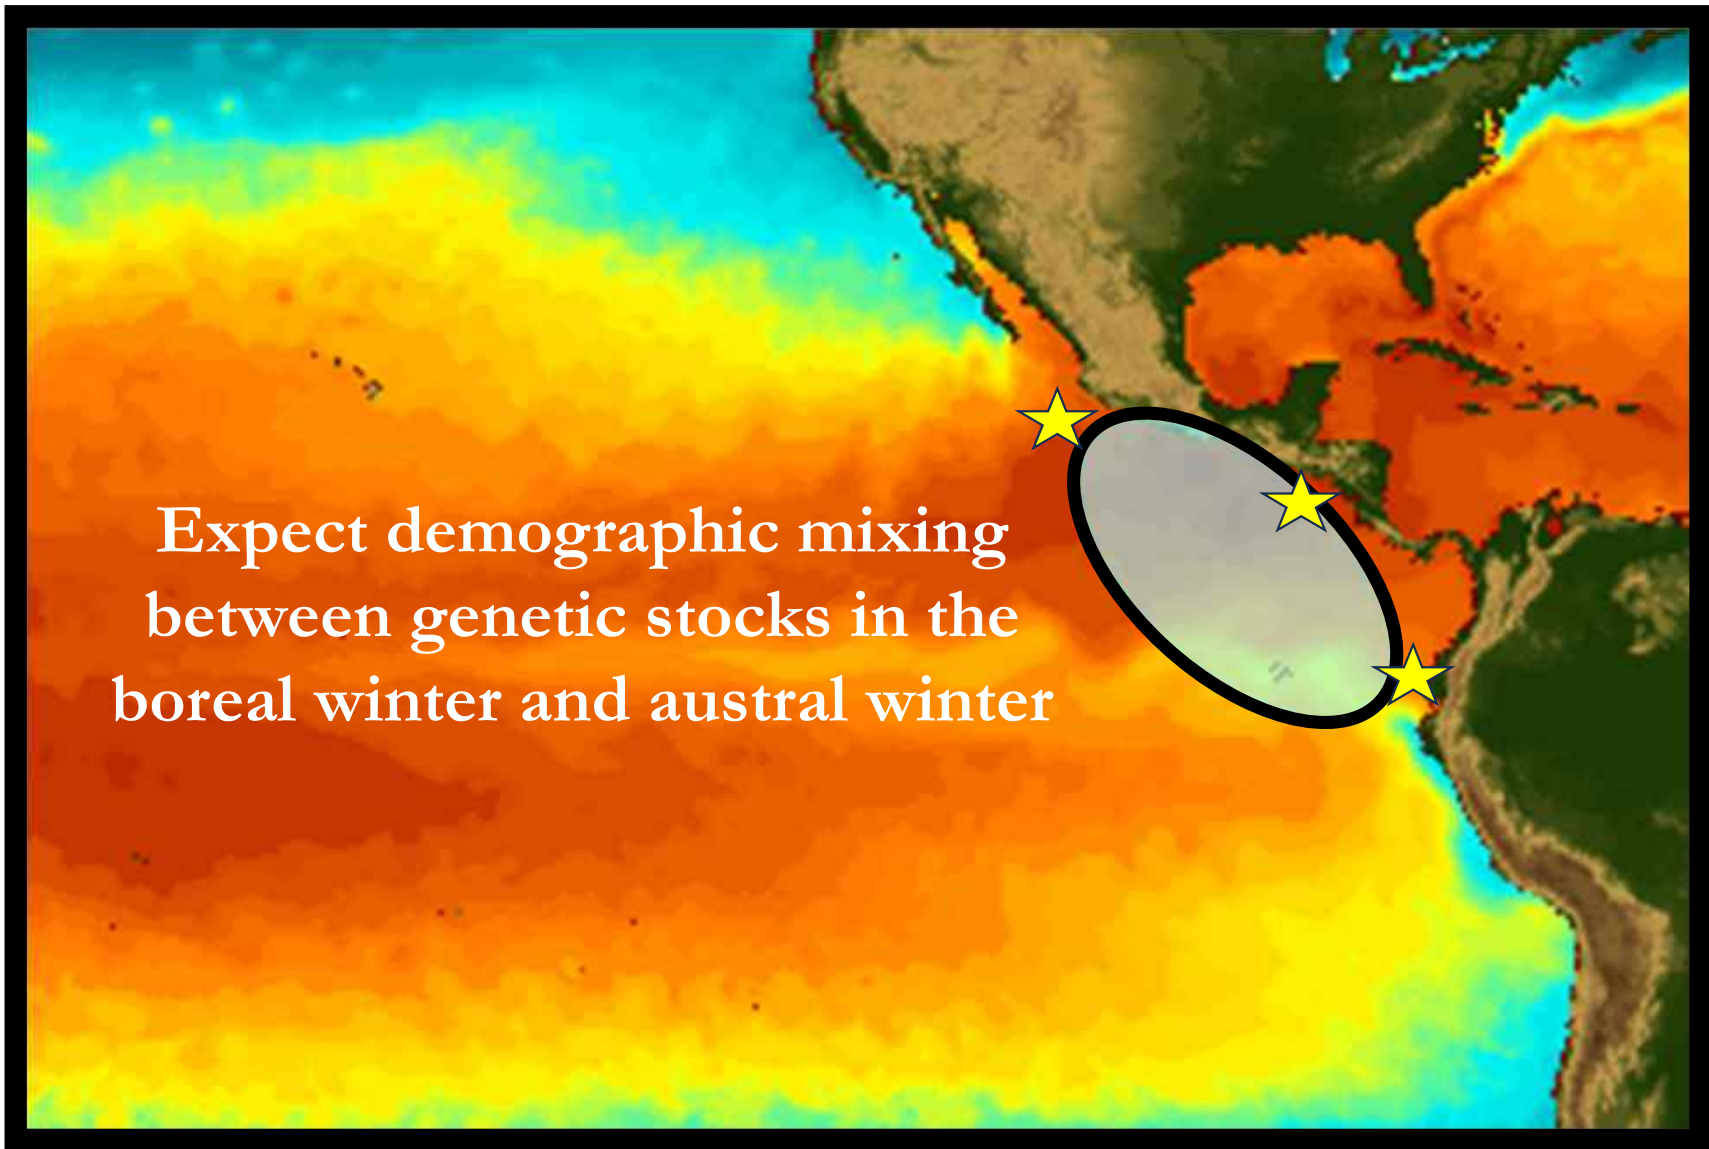 Expect demographic mixing
between genetic stocks in the
boreal winter and austral winter